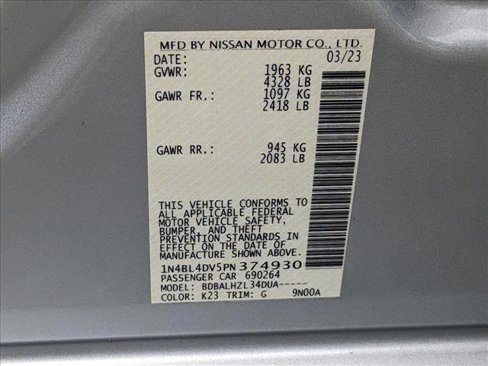 MFD BY NISSAN MOTOR CO., LTD.
DATE: 03/23
GVWR: 1963 KG
4328 LB
GAWR FR.: 1097 KG
2418 LB
GAWR RR.: 945 KG
2083 LB
THIS VEHICLE CONFORMS TO
ALL APPLICABLE FEDERAL
MOTOR VEHICLE SAFETY,
BUMPER, AND THEFT
PREVENTION STANDARDS IN
EFFECT ON THE DATE OF
MANUFACTURE SHOWN ABOVE.
1N4BL4DV5PN374930
PASSENGER CAR 690264
MODEL: BDBALHZL34DUA-----
COLOR: K23 TRIM: G 9N00A